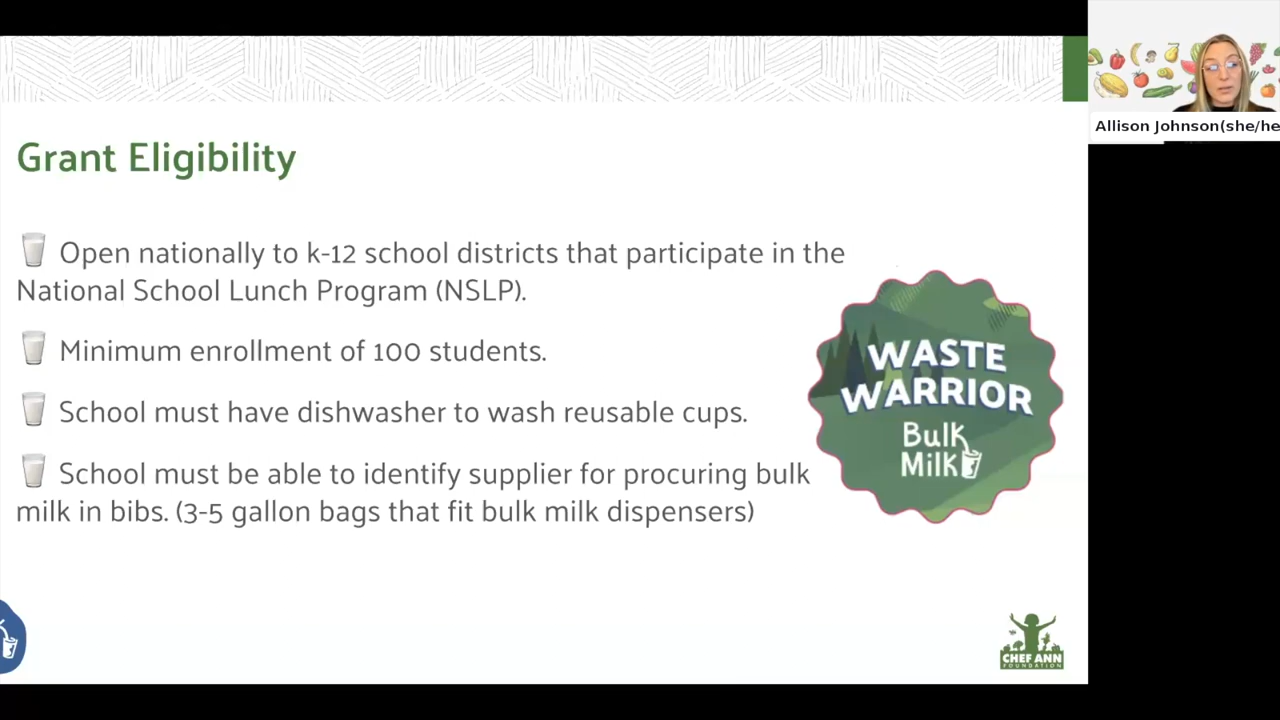 Grant Eligibility
Open nationally to k-12 school districts that participate in the
National School Lunch Program (NSLP).
Minimum enrollment of 100 students.
School must have dishwasher to wash reusable cups.
School must be able to identify supplier for procuring bulk
milk in bibs. (3-5 gallon bags that fit bulk milk dispensers)
WASTE
WARRIOR
Bulk
Milk
CHEF ANN
FOUNDATION
Allison Johnson(she/he